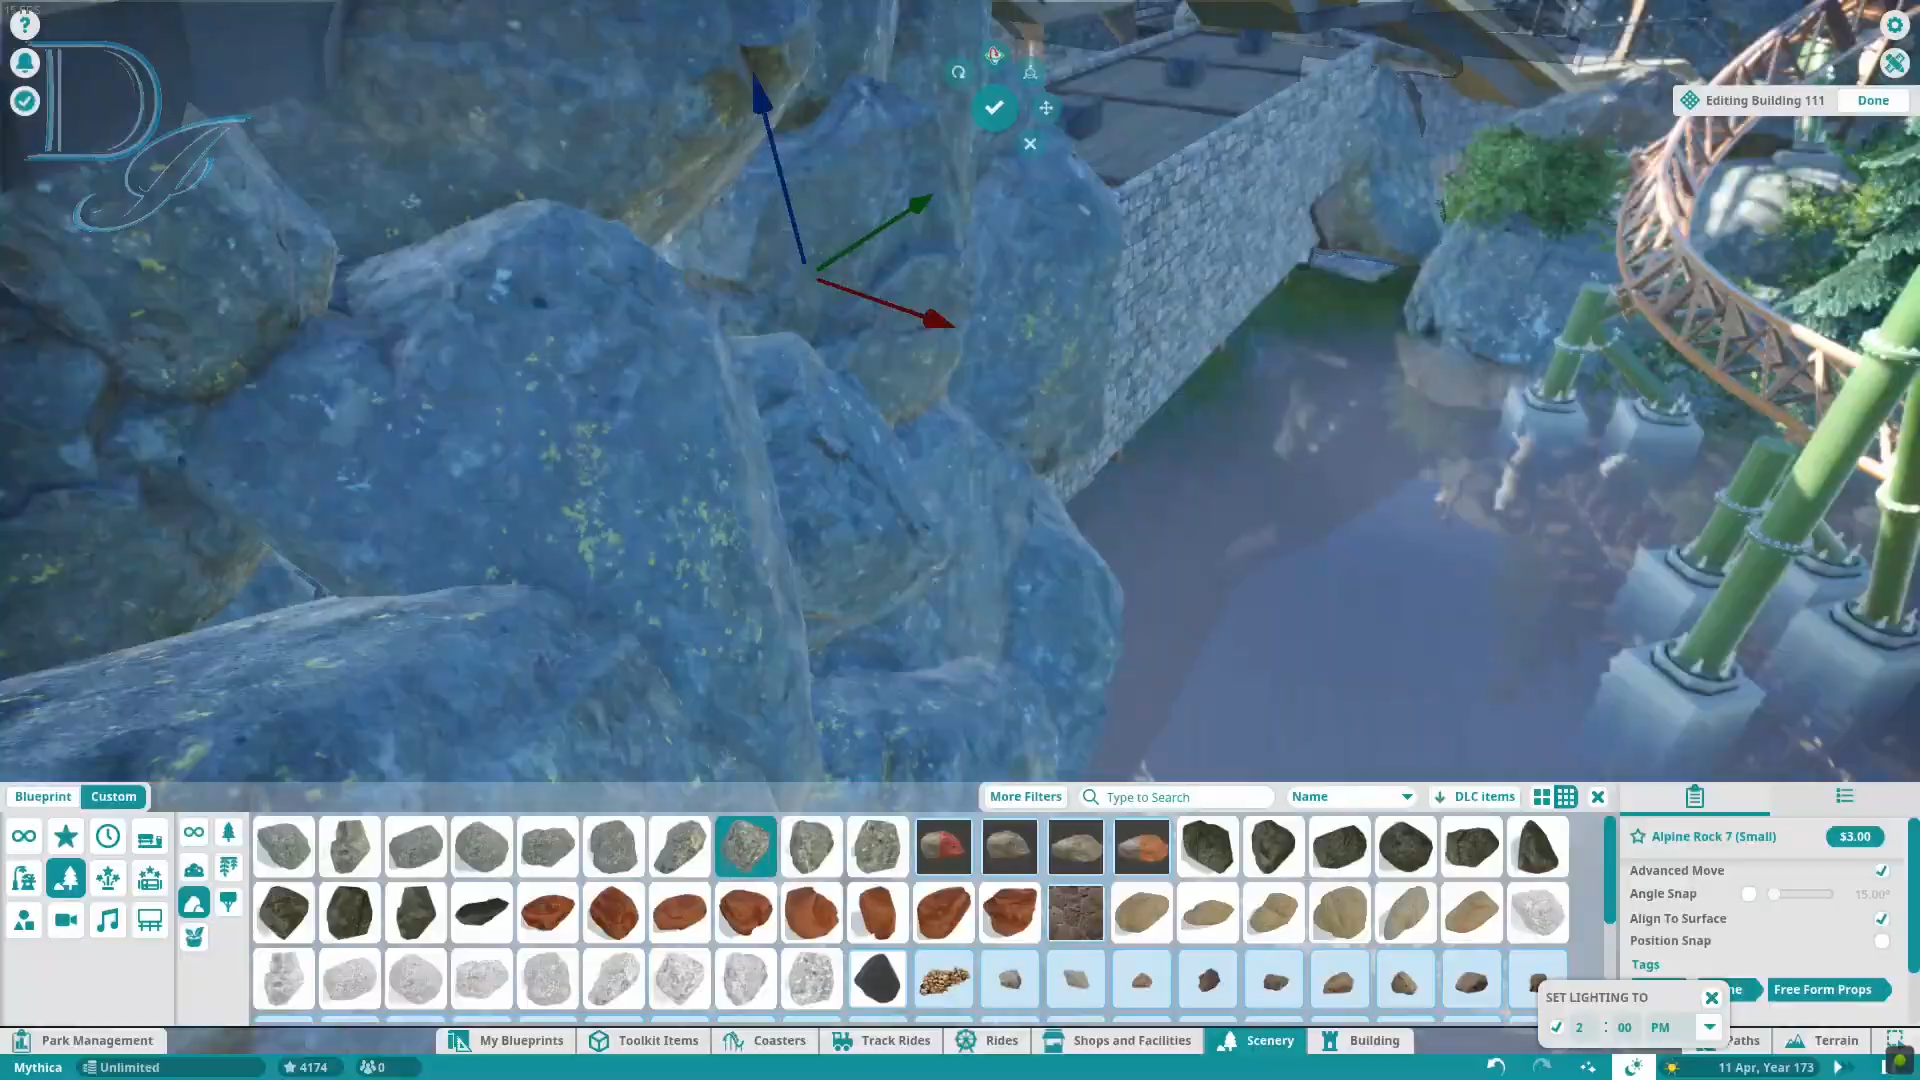 ?
DJ
Editing Building 111
Done
Blueprint
Custom
More Filters
Type to Search
Name
DLC items
Alpine Rock 7 (Small)
$3.00
Advanced Move
Angle Snap
15.00°
Align To Surface
Position Snap
Tags
Free Form Props
SET LIGHTING TO
2 : 00 PM
Park Management
My Blueprints
Toolkit Items
Coasters
Track Rides
Rides
Shops and Facilities
Scenery
Building
Paths
Terrain
Mythica
Unlimited
4174
0
11 Apr, Year 173